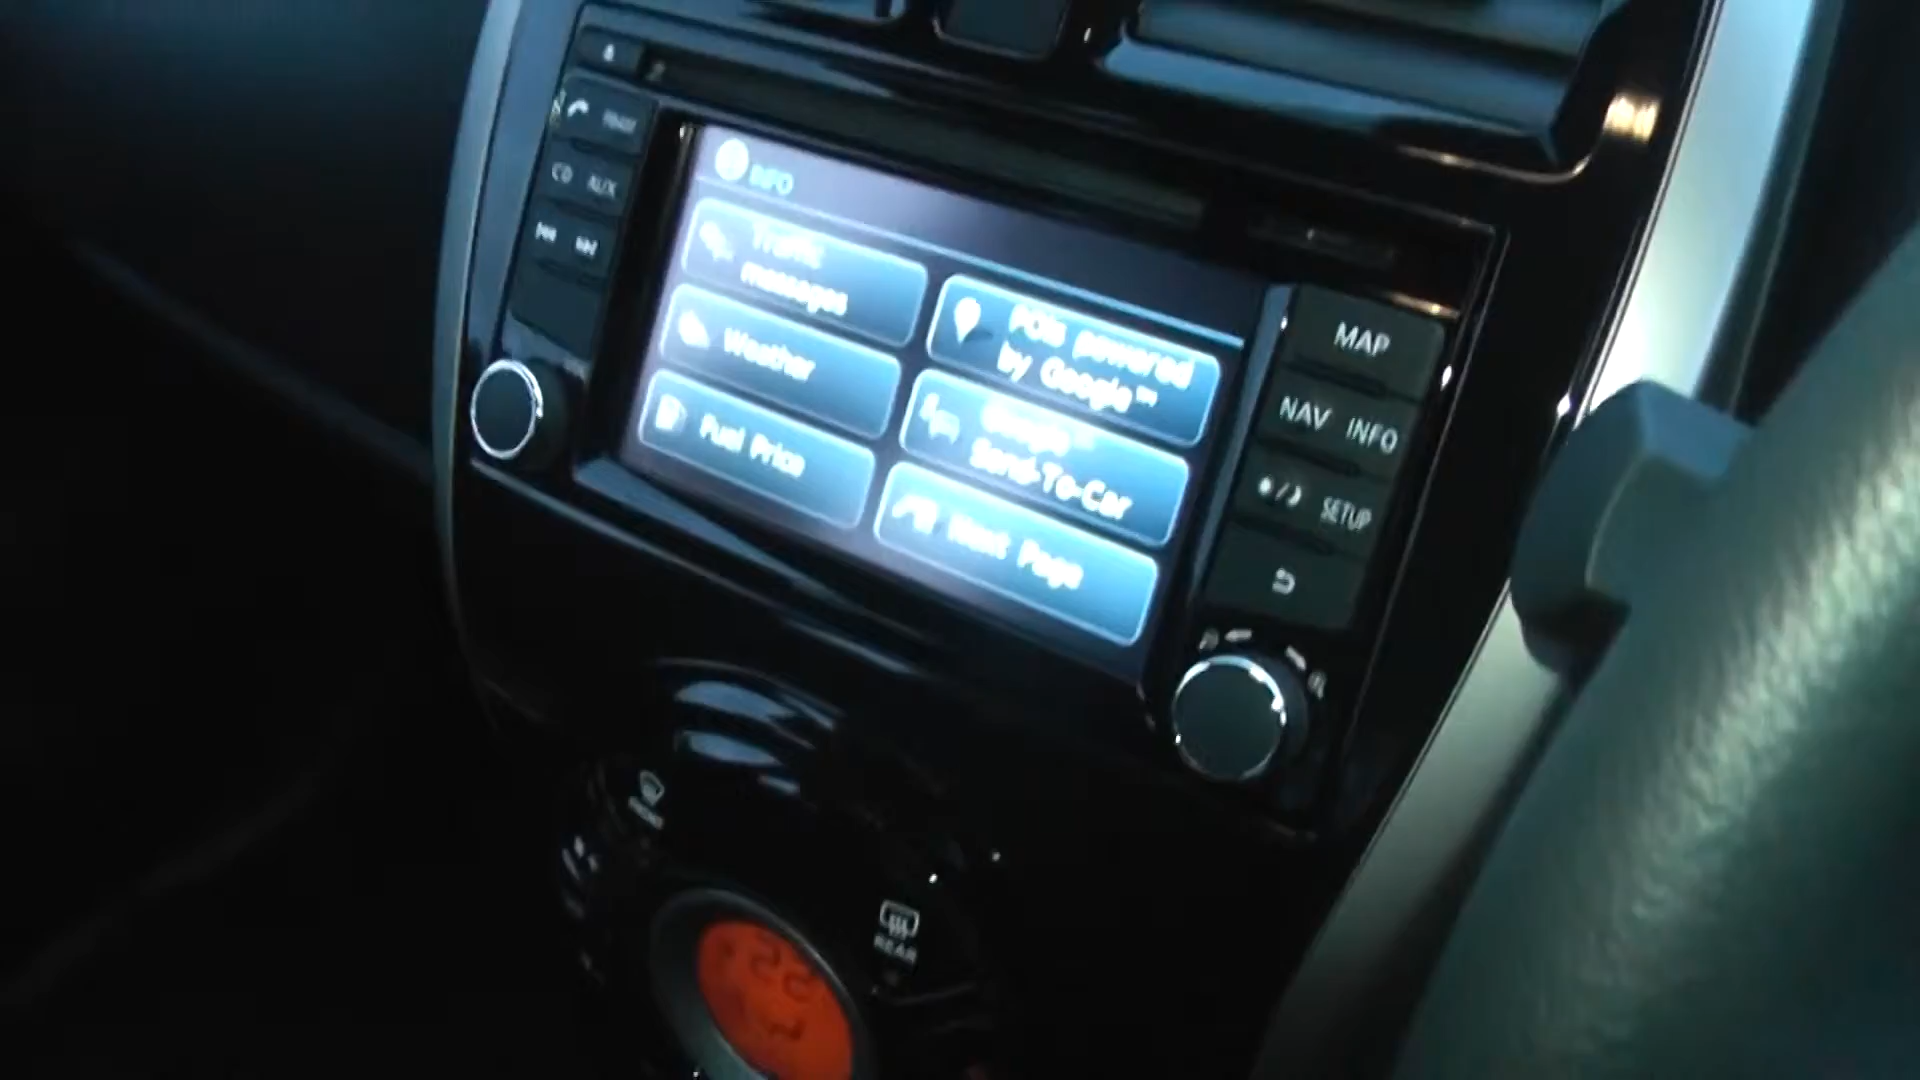 INFO
Traffic
messages
Weather
Fuel Price
POIs powered
by Google™
Google™
Send-To-Car
Next Page
CD AUX
MAP
NAV INFO
SETUP
REAR